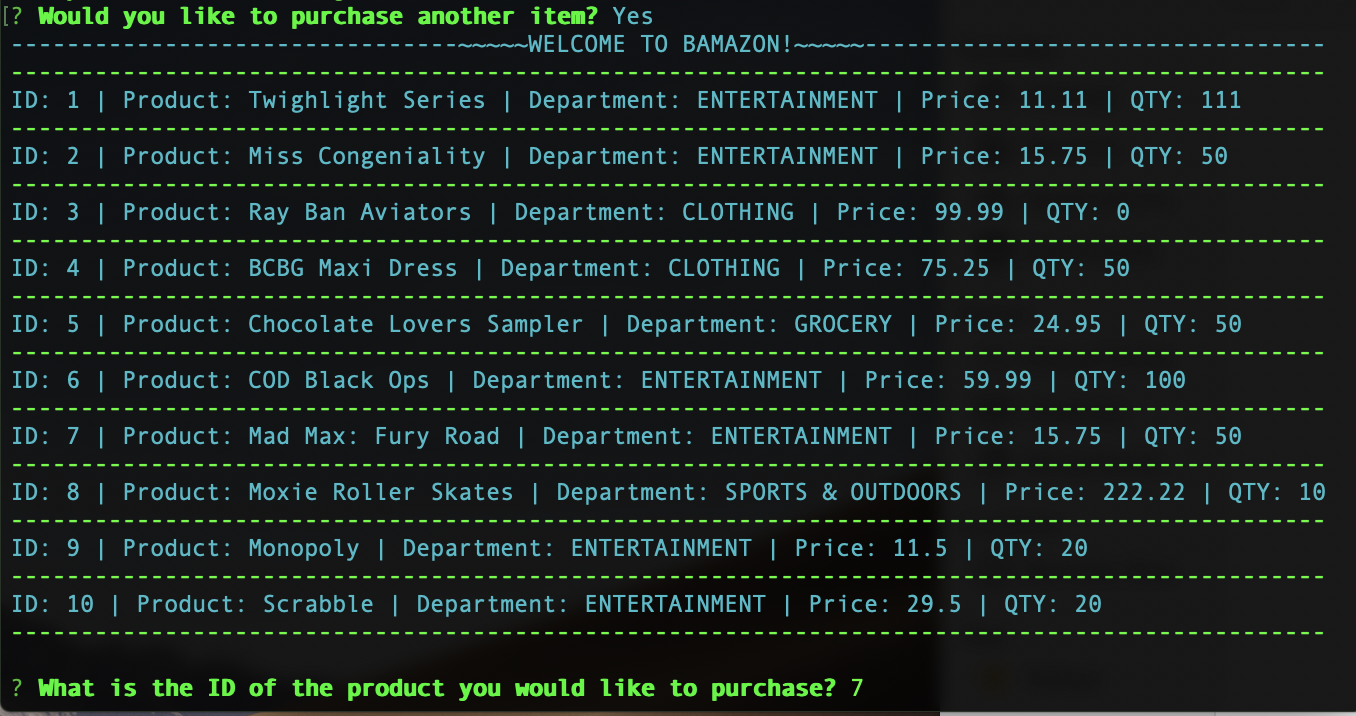 [? Would you like to purchase another item? Yes
--------------------------------~~~~~WELCOME TO BAMAZON!~~~~~---------------------------------
----------------------------------------------------------------------------------------------
ID: 1 | Product: Twighlight Series | Department: ENTERTAINMENT | Price: 11.11 | QTY: 111
----------------------------------------------------------------------------------------------
ID: 2 | Product: Miss Congeniality | Department: ENTERTAINMENT | Price: 15.75 | QTY: 50
----------------------------------------------------------------------------------------------
ID: 3 | Product: Ray Ban Aviators | Department: CLOTHING | Price: 99.99 | QTY: 0
----------------------------------------------------------------------------------------------
ID: 4 | Product: BCBG Maxi Dress | Department: CLOTHING | Price: 75.25 | QTY: 50
----------------------------------------------------------------------------------------------
ID: 5 | Product: Chocolate Lovers Sampler | Department: GROCERY | Price: 24.95 | QTY: 50
----------------------------------------------------------------------------------------------
ID: 6 | Product: COD Black Ops | Department: ENTERTAINMENT | Price: 59.99 | QTY: 100
----------------------------------------------------------------------------------------------
ID: 7 | Product: Mad Max: Fury Road | Department: ENTERTAINMENT | Price: 15.75 | QTY: 50
----------------------------------------------------------------------------------------------
ID: 8 | Product: Moxie Roller Skates | Department: SPORTS & OUTDOORS | Price: 222.22 | QTY: 10
----------------------------------------------------------------------------------------------
ID: 9 | Product: Monopoly | Department: ENTERTAINMENT | Price: 11.5 | QTY: 20
----------------------------------------------------------------------------------------------
ID: 10 | Product: Scrabble | Department: ENTERTAINMENT | Price: 29.5 | QTY: 20
----------------------------------------------------------------------------------------------
? What is the ID of the product you would like to purchase? 7